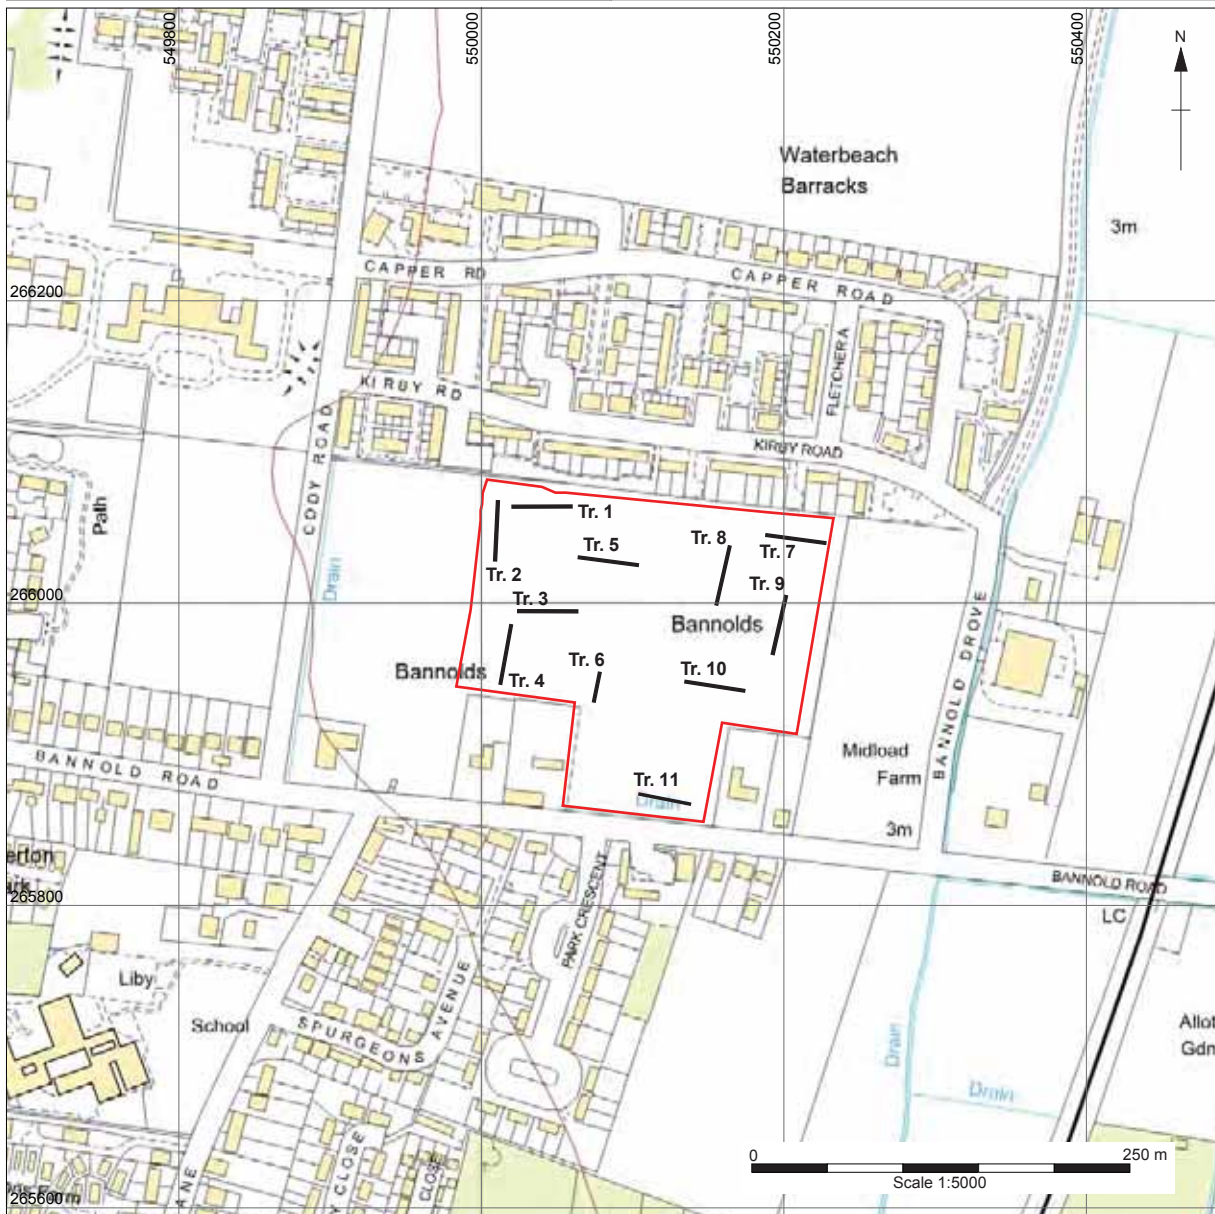 549800
550000
550200
550400
N
Waterbeach
Barracks
3m
CAPPER RD
CAPPER ROAD
266200
FLETCHER A
KIRBY RD
CODY ROAD
KIRBY ROAD
Path
Drain
Tr. 1
Tr. 8
Tr. 7
Tr. 5
Tr. 2
Tr. 9
266000
Tr. 3
Bannolds
BANNOLD DROVE
Bannolds
Tr. 6
Tr. 4
Tr. 10
BANNOLD ROAD
Midload
Farm
Tr. 11
Drain
3m
erton
PARK CRESCENT
BANNOLD ROAD
265800
LC
Liby
School
SPURGEONS AVENUE
Drain
Allot
Gdn
Drain
Y CLOSE
CLOSE
ANE
0
250 m
Scale 1:5000
265600